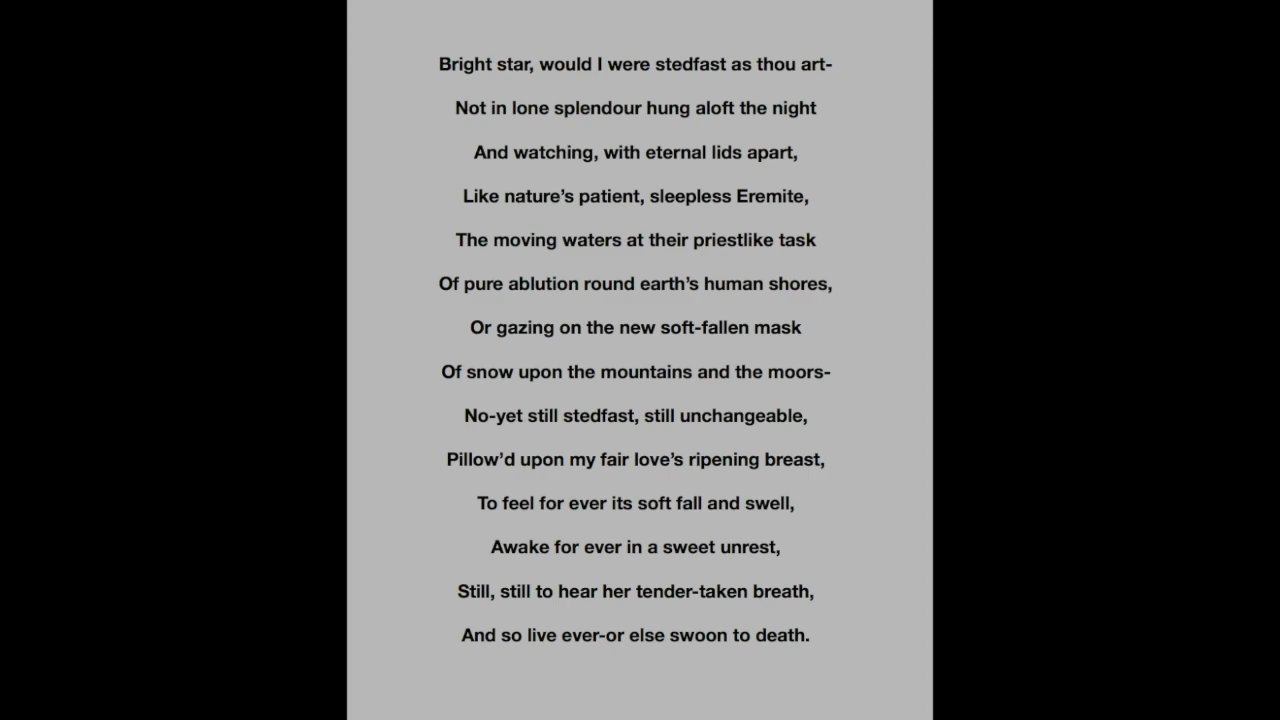 Bright star, would I were stedfast as thou art-
Not in lone splendour hung aloft the night
And watching, with eternal lids apart,
Like nature’s patient, sleepless Eremite,
The moving waters at their priestlike task
Of pure ablution round earth’s human shores,
Or gazing on the new soft-fallen mask
Of snow upon the mountains and the moors-
No-yet still stedfast, still unchangeable,
Pillow’d upon my fair love’s ripening breast,
To feel for ever its soft fall and swell,
Awake for ever in a sweet unrest,
Still, still to hear her tender-taken breath,
And so live ever-or else swoon to death.